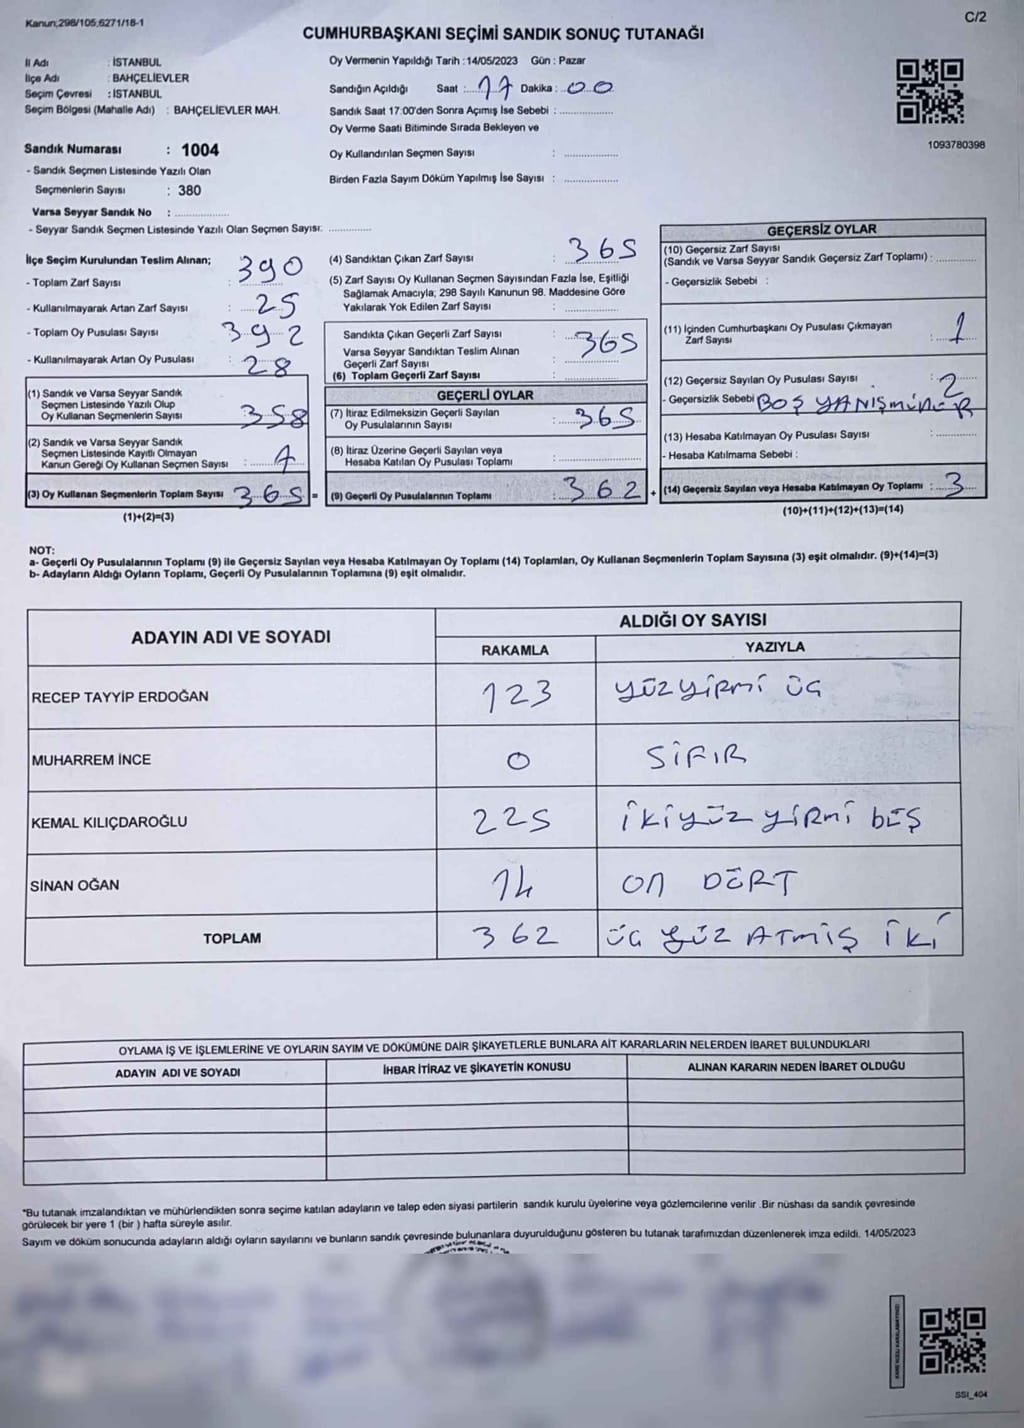 Kanun;298/105;6271/18-1
C/2
CUMHURBAŞKANI SEÇİMİ SANDIK SONUÇ TUTANAĞI
İl Adı : İSTANBUL
İlçe Adı : BAHÇELİEVLER
Seçim Çevresi : İSTANBUL
Seçim Bölgesi (Mahalle Adı) : BAHÇELİEVLER MAH.
Sandık Numarası : 1004
- Sandık Seçmen Listesinde Yazılı Olan
Seçmenlerin Sayısı : 380
Varsa Seyyar Sandık No : ..................
- Seyyar Sandık Seçmen Listesinde Yazılı Olan Seçmen Sayısı: ..............
Oy Vermenin Yapıldığı Tarih : 14/05/2023 Gün : Pazar
Sandığın Açıldığı Saat : 17 Dakika : 00
Sandık Saat 17:00'den Sonra Açımış İse Sebebi : ..................
Oy Verme Saati Bitiminde Sırada Bekleyen ve
Oy Kullandırılan Seçmen Sayısı : ..................
Birden Fazla Sayım Döküm Yapılmış İse Sayısı : ..................
1093780398
İlçe Seçim Kurulundan Teslim Alınan;
- Toplam Zarf Sayısı : 390
- Kullanılmayarak Artan Zarf Sayısı : 25
- Toplam Oy Pusulası Sayısı : 392
- Kullanılmayarak Artan Oy Pusulası : 28
(1) Sandık ve Varsa Seyyar Sandık
Seçmen Listesinde Yazılı Olup
Oy Kullanan Seçmenlerin Sayısı : 358
(2) Sandık ve Varsa Seyyar Sandık
Seçmen Listesinde Kayıtlı Olmayan
Kanun Gereği Oy Kullanan Seçmen Sayısı : 7
(3) Oy Kullanan Seçmenlerin Toplam Sayısı 365 =
(1)+(2)=(3)
(4) Sandıktan Çıkan Zarf Sayısı : 365
(5) Zarf Sayısı Oy Kullanan Seçmen Sayısından Fazla İse, Eşitliği
Sağlamak Amacıyla; 298 Sayılı Kanunun 98. Maddesine Göre
Yakılarak Yok Edilen Zarf Sayısı : ..................
Sandıkta Çıkan Geçerli Zarf Sayısı : 365
Varsa Seyyar Sandıktan Teslim Alınan
Geçerli Zarf Sayısı : ..................
(6) Toplam Geçerli Zarf Sayısı : ..................
GEÇERLİ OYLAR
(7) İtiraz Edilmeksizin Geçerli Sayılan
Oy Pusulalarının Sayısı : 365
(8) İtiraz Üzerine Geçerli Sayılan veya
Hesaba Katılan Oy Pusulası Toplamı : ..................
(9) Geçerli Oy Pusulalarının Toplamı : 362 +
GEÇERSİZ OYLAR
(10) Geçersiz Zarf Sayısı
(Sandık ve Varsa Seyyar Sandık Geçersiz Zarf Toplamı) : ............
- Geçersizlik Sebebi :
(11) İçinden Cumhurbaşkanı Oy Pusulası Çıkmayan
Zarf Sayısı : 1
(12) Geçersiz Sayılan Oy Pusulası Sayısı : 2
- Geçersizlik Sebebi BOŞ
(13) Hesaba Katılmayan Oy Pusulası Sayısı : ............
- Hesaba Katılmama Sebebi :
(14) Geçersiz Sayılan veya Hesaba Katılmayan Oy Toplamı : 3
(10)+(11)+(12)+(13)=(14)
NOT:
a- Geçerli Oy Pusulalarının Toplamı (9) ile Geçersiz Sayılan veya Hesaba Katılmayan Oy Toplamı (14) Toplamları, Oy Kullanan Seçmenlerin Toplam Sayısına (3) eşit olmalıdır. (9)+(14)=(3)
b- Adayların Aldığı Oyların Toplamı, Geçerli Oy Pusulalarının Toplamına (9) eşit olmalıdır.
ADAYIN ADI VE SOYADI
ALDIĞI OY SAYISI
RAKAMLA YAZIYLA
RECEP TAYYİP ERDOĞAN 123 yüzyirmi üç
MUHARREM İNCE 0 SIFIR
KEMAL KILIÇDAROĞLU 225 ikiyüz yirmi beş
SİNAN OĞAN 14 on DÖRT
TOPLAM 362 üç yüz ATMIŞ iki
OYLAMA İŞ VE İŞLEMLERİNE VE OYLARIN SAYIM VE DÖKÜMÜNE DAİR ŞİKAYETLERLE BUNLARA AİT KARARLARIN NELERDEN İBARET BULUNDUKLARI
ADAYIN ADI VE SOYADI İHBAR İTİRAZ VE ŞİKAYETİN KONUSU ALINAN KARARIN NEDEN İBARET OLDUĞU
*Bu tutanak imzalandıktan ve mühürlendikten sonra seçime katılan adayların ve talep eden siyasi partilerin sandık kurulu üyelerine veya gözlemcilerine verilir .Bir nüshası da sandık çevresinde
görülecek bir yere 1 (bir ) hafta süreyle asılır.
Sayım ve döküm sonucunda adayların aldığı oyların sayılarını ve bunların sandık çevresinde bulunanlara duyurulduğunu gösteren bu tutanak tarafımızdan düzenlenerek imza edildi. 14/05/2023
SSI_404